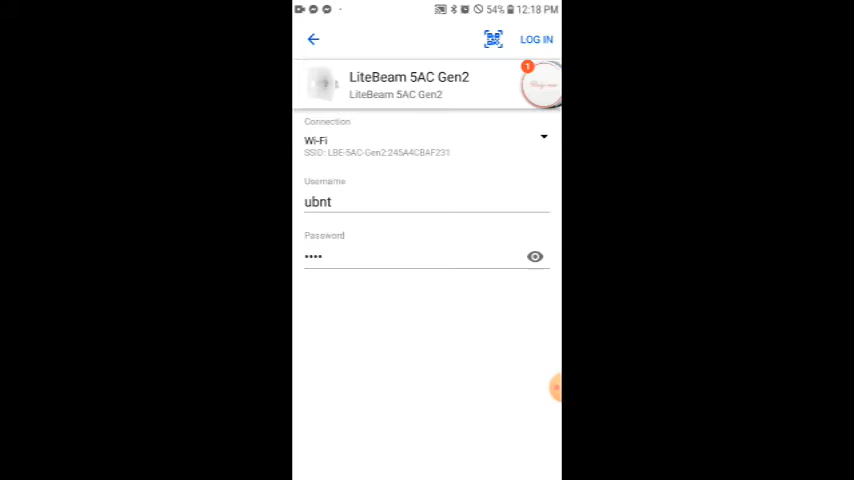 54% 12:18 PM
LOG IN
LiteBeam 5AC Gen2
LiteBeam 5AC Gen2
1
Connection
Wi-Fi
SSID: LBE-5AC-Gen2:245A4CBAF231
Username
ubnt
Password
••••